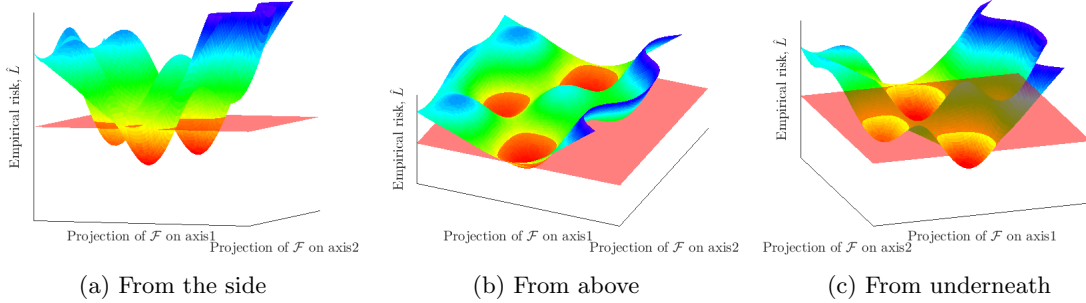 Empirical risk, L̂
Projection of F on axis1
Projection of F on axis2
(a) From the side
Empirical risk, L̂
Projection of F on axis1
Projection of F on axis2
(b) From above
Empirical risk, L̂
Projection of F on axis2
Projection of F on axis1
(c) From underneath